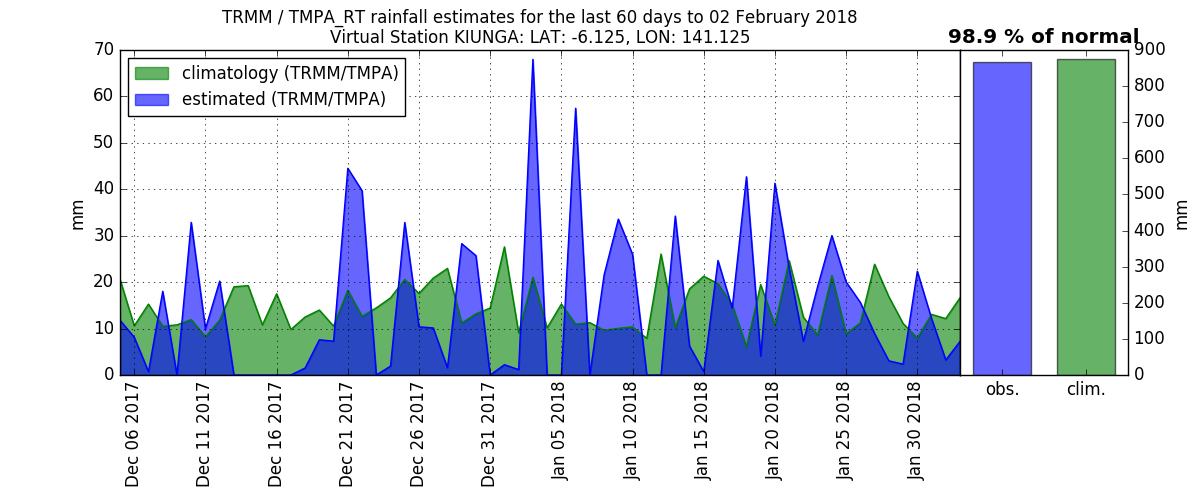 TRMM / TMPA_RT rainfall estimates for the last 60 days to 02 February 2018
Virtual Station KIUNGA: LAT: -6.125, LON: 141.125
98.9 % of normal
climatology (TRMM/TMPA)
estimated (TRMM/TMPA)
mm
70
60
50
40
30
20
10
0
Dec 06 2017
Dec 11 2017
Dec 16 2017
Dec 21 2017
Dec 26 2017
Dec 31 2017
Jan 05 2018
Jan 10 2018
Jan 15 2018
Jan 20 2018
Jan 25 2018
Jan 30 2018
obs.
clim.
900
800
700
600
500
400
300
200
100
0
mm